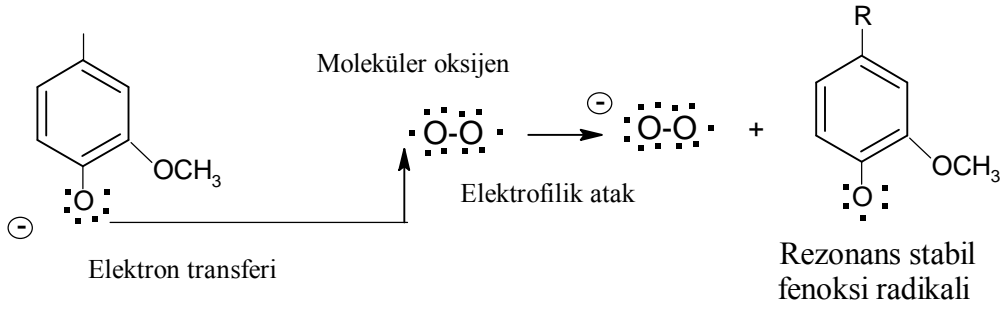 R
Moleküler oksijen
O-O
⊖
O-O
+
OCH3
OCH3
O
Elektrofilik atak
O
⊖
Elektron transferi
Rezonans stabil
fenoksi radikali